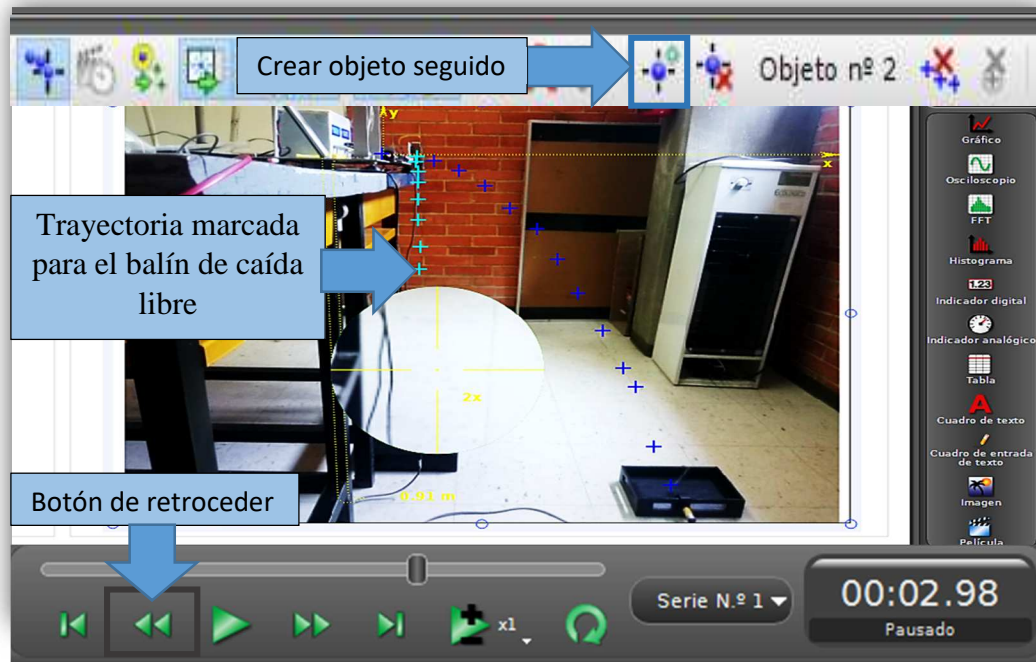 Crear objeto seguido
Objeto nº 2
y
x
Trayectoria marcada
para el balín de caída
libre
2x
0.91 m
Botón de retroceder
Gráfico
Osciloscopio
FFT
Histograma
1.23
Indicador digital
Indicador analógico
Tabla
A
Cuadro de texto
Cuadro de entrada
de texto
Imagen
Película
x1
Serie N.º 1
00:02.98
Pausado